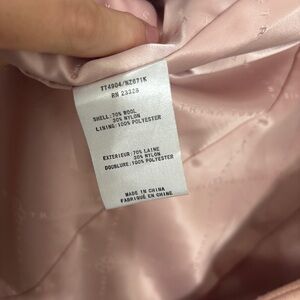 TT4904/NZ671K
RN 23328
SHELL:70% WOOL
30% NYLON
LINING:100% POLYESTER
EXTERIEUR:70% LAINE
30% NYLON
DOUBLURE:100% POLYESTER
MADE IN CHINA
FABRIQUÉ EN CHINE